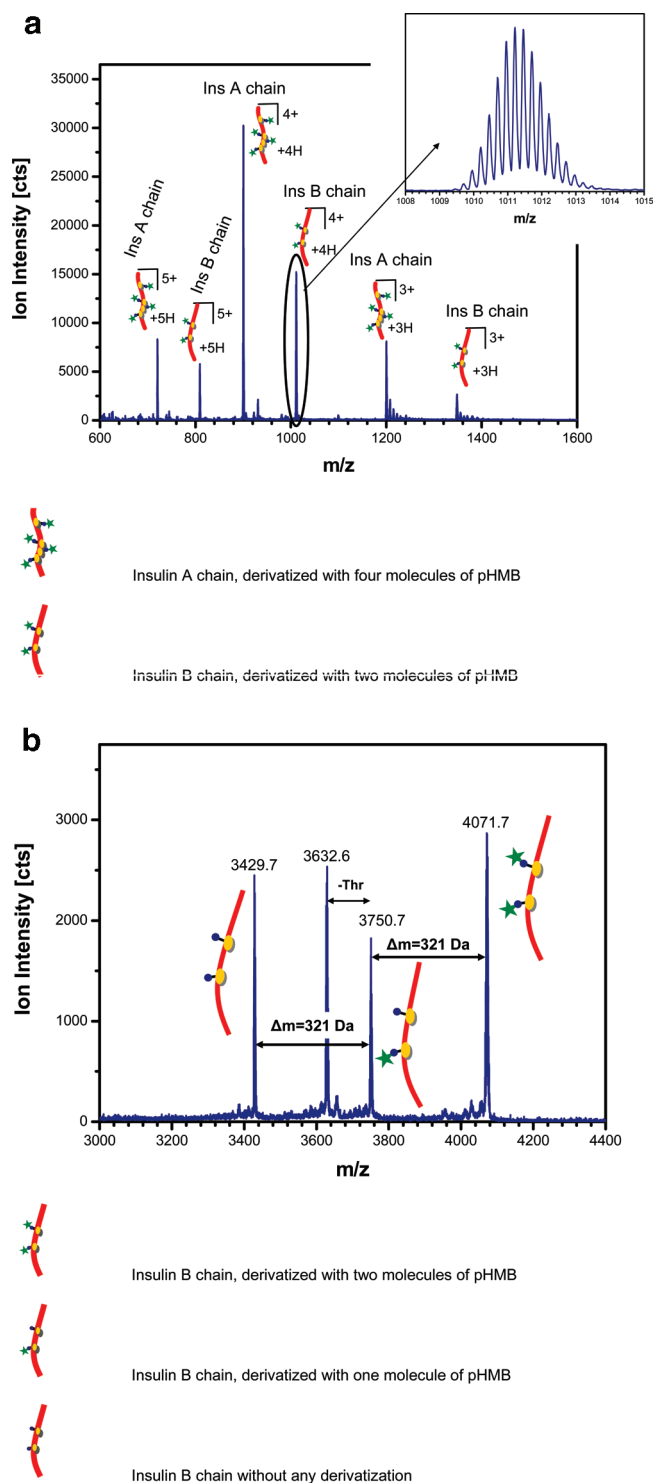 a
Ins A chain
4+
+4H
Ins B chain
4+
+4H
Ins A chain
5+
+5H
Ins B chain
5+
+5H
Ins A chain
3+
+3H
Ins B chain
3+
+3H
Ion Intensity [cts]
35000
30000
25000
20000
15000
10000
5000
0
600 800 1000 1200 1400 1600
m/z
1008 1009 1010 1011 1012 1013 1014 1015
m/z
Insulin A chain, derivatized with four molecules of pHMB
Insulin B chain, derivatized with two molecules of pHMB
b
Ion Intensity [cts]
3000
2000
1000
0
3429.7
3632.6
-Thr
3750.7
4071.7
Δm=321 Da
Δm=321 Da
3000 3200 3400 3600 3800 4000 4200 4400
m/z
Insulin B chain, derivatized with two molecules of pHMB
Insulin B chain, derivatized with one molecule of pHMB
Insulin B chain without any derivatization